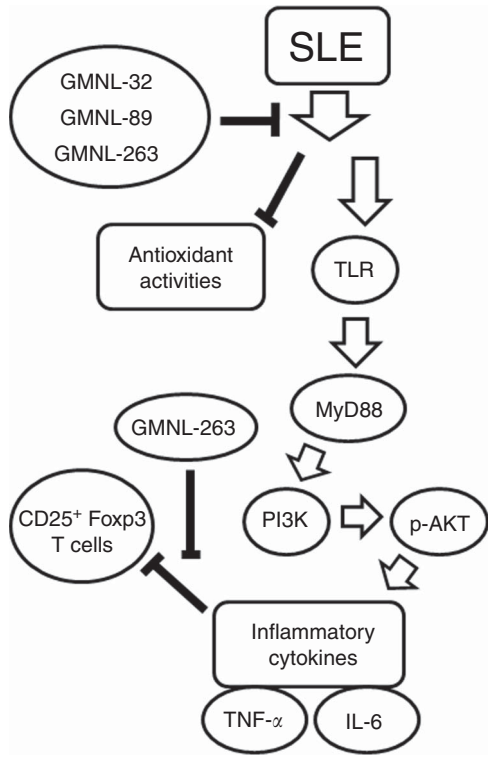 SLE
GMNL-32
GMNL-89
GMNL-263
Antioxidant
activities
TLR
MyD88
GMNL-263
CD25⁺ Foxp3
T cells
PI3K
p-AKT
Inflammatory
cytokines
TNF-α
IL-6